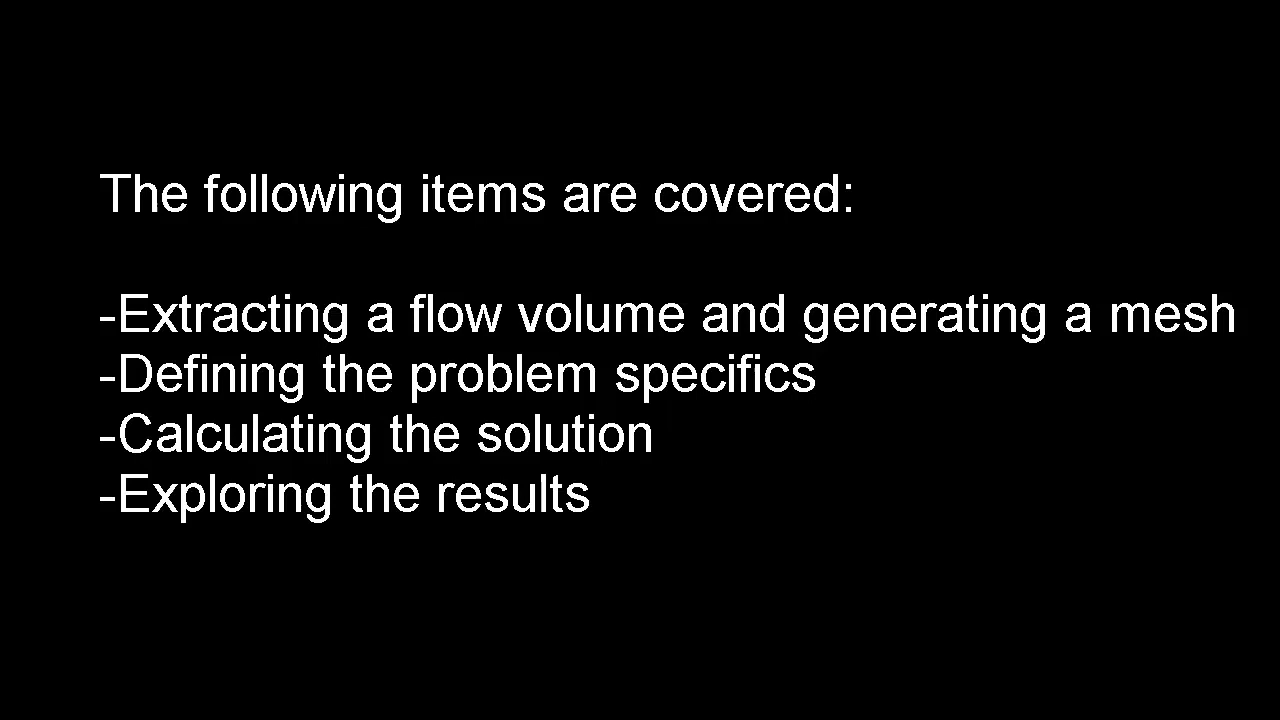 The following items are covered:
-Extracting a flow volume and generating a mesh
-Defining the problem specifics
-Calculating the solution
-Exploring the results